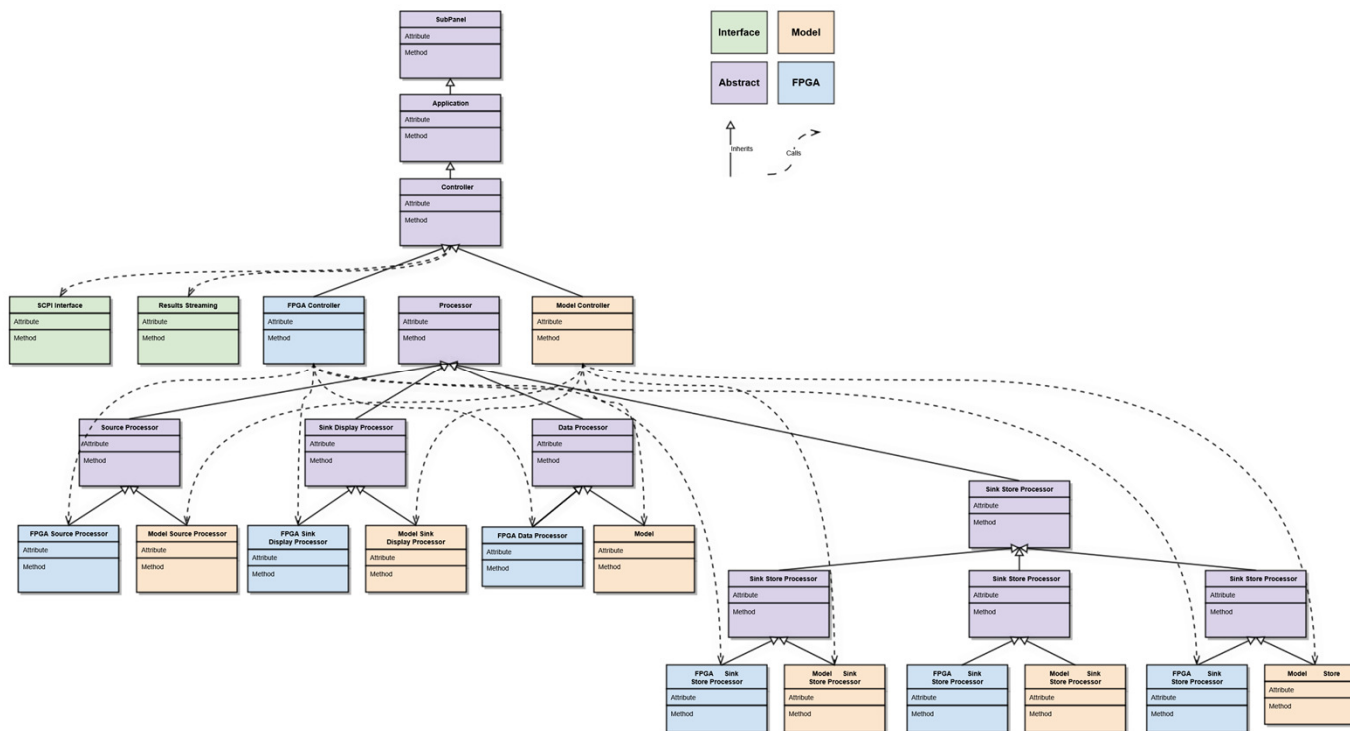 SubPanel
Attribute
Method
Interface
Model
Abstract
FPGA
Inherits
Calls
Application
Attribute
Method
Controller
Attribute
Method
SCPI Interface
Attribute
Method
Results Streaming
Attribute
Method
FPGA Controller
Attribute
Method
Processor
Attribute
Method
Model Controller
Attribute
Method
Source Processor
Attribute
Method
Sink Display Processor
Attribute
Method
Data Processor
Attribute
Method
Sink Store Processor
Attribute
Method
FPGA Source Processor
Attribute
Method
Model Source Processor
Attribute
Method
FPGA Sink
Display Processor
Attribute
Method
Model Sink
Display Processor
Attribute
Method
FPGA Data Processor
Attribute
Method
Model
Attribute
Method
Sink Store Processor
Attribute
Method
Sink Store Processor
Attribute
Method
Sink Store Processor
Attribute
Method
FPGA Sink
Store Processor
Attribute
Method
Model Sink
Store Processor
Attribute
Method
FPGA Sink
Store Processor
Attribute
Method
Model Sink
Store Processor
Attribute
Method
FPGA Sink
Store Processor
Attribute
Method
Model Store
Attribute
Method